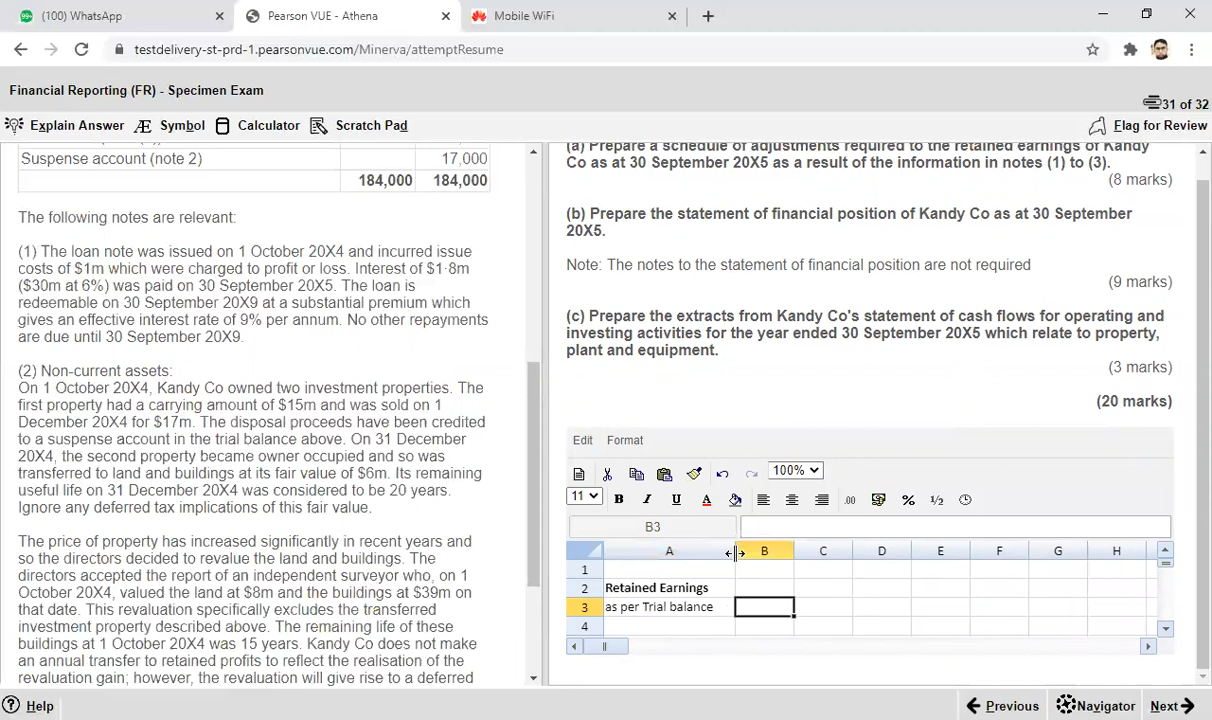 (100) WhatsApp
Pearson VUE - Athena
Mobile WiFi
testdelivery-st-prd-1.pearsonvue.com/Minerva/attemptResume
Financial Reporting (FR) - Specimen Exam
31 of 32
Explain Answer
Symbol
Calculator
Scratch Pad
Flag for Review
Suspense account (note 2) 17,000
184,000 184,000
The following notes are relevant:
(1) The loan note was issued on 1 October 20X4 and incurred issue
costs of $1m which were charged to profit or loss. Interest of $1·8m
($30m at 6%) was paid on 30 September 20X5. The loan is
redeemable on 30 September 20X9 at a substantial premium which
gives an effective interest rate of 9% per annum. No other repayments
are due until 30 September 20X9.
(2) Non-current assets:
On 1 October 20X4, Kandy Co owned two investment properties. The
first property had a carrying amount of $15m and was sold on 1
December 20X4 for $17m. The disposal proceeds have been credited
to a suspense account in the trial balance above. On 31 December
20X4, the second property became owner occupied and so was
transferred to land and buildings at its fair value of $6m. Its remaining
useful life on 31 December 20X4 was considered to be 20 years.
Ignore any deferred tax implications of this fair value.
The price of property has increased significantly in recent years and
so the directors decided to revalue the land and buildings. The
directors accepted the report of an independent surveyor who, on 1
October 20X4, valued the land at $8m and the buildings at $39m on
that date. This revaluation specifically excludes the transferred
investment property described above. The remaining life of these
buildings at 1 October 20X4 was 15 years. Kandy Co does not make
an annual transfer to retained profits to reflect the realisation of the
revaluation gain; however, the revaluation will give rise to a deferred
(a) Prepare a schedule of adjustments required to the retained earnings of Kandy
Co as at 30 September 20X5 as a result of the information in notes (1) to (3).
(8 marks)
(b) Prepare the statement of financial position of Kandy Co as at 30 September
20X5.
Note: The notes to the statement of financial position are not required
(9 marks)
(c) Prepare the extracts from Kandy Co's statement of cash flows for operating and
investing activities for the year ended 30 September 20X5 which relate to property,
plant and equipment.
(3 marks)
(20 marks)
Edit Format
100%
11 B I U A .00 % ½
B3
A B C D E F G H
1
2 Retained Earnings
3 as per Trial balance
4
Help
Previous
Navigator
Next